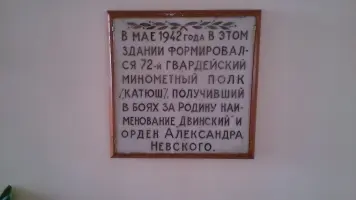 В МАЕ 1942 ГОДА В ЭТОМ
ЗДАНИИ ФОРМИРОВАЛ-
СЯ 72-й ГВАРДЕЙСКИЙ
МИНОМЕТНЫЙ ПОЛК
("КАТЮШ"), ПОЛУЧИВШИЙ
В БОЯХ ЗА РОДИНУ НАИ-
МЕНОВАНИЕ "ДВИНСКИЙ" И
ОРДЕН АЛЕКСАНДРА
НЕВСКОГО.